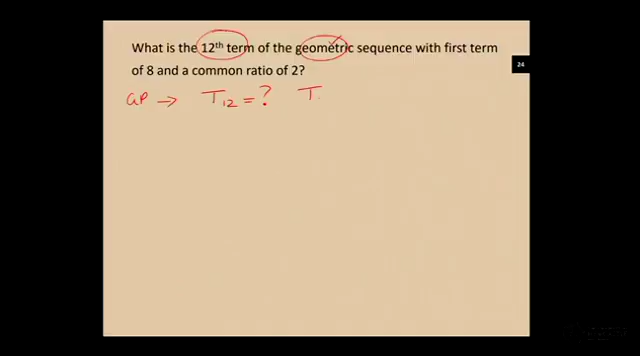 What is the 12th term of the geometric sequence with first term
of 8 and a common ratio of 2?
24
GP → T12 = ? T